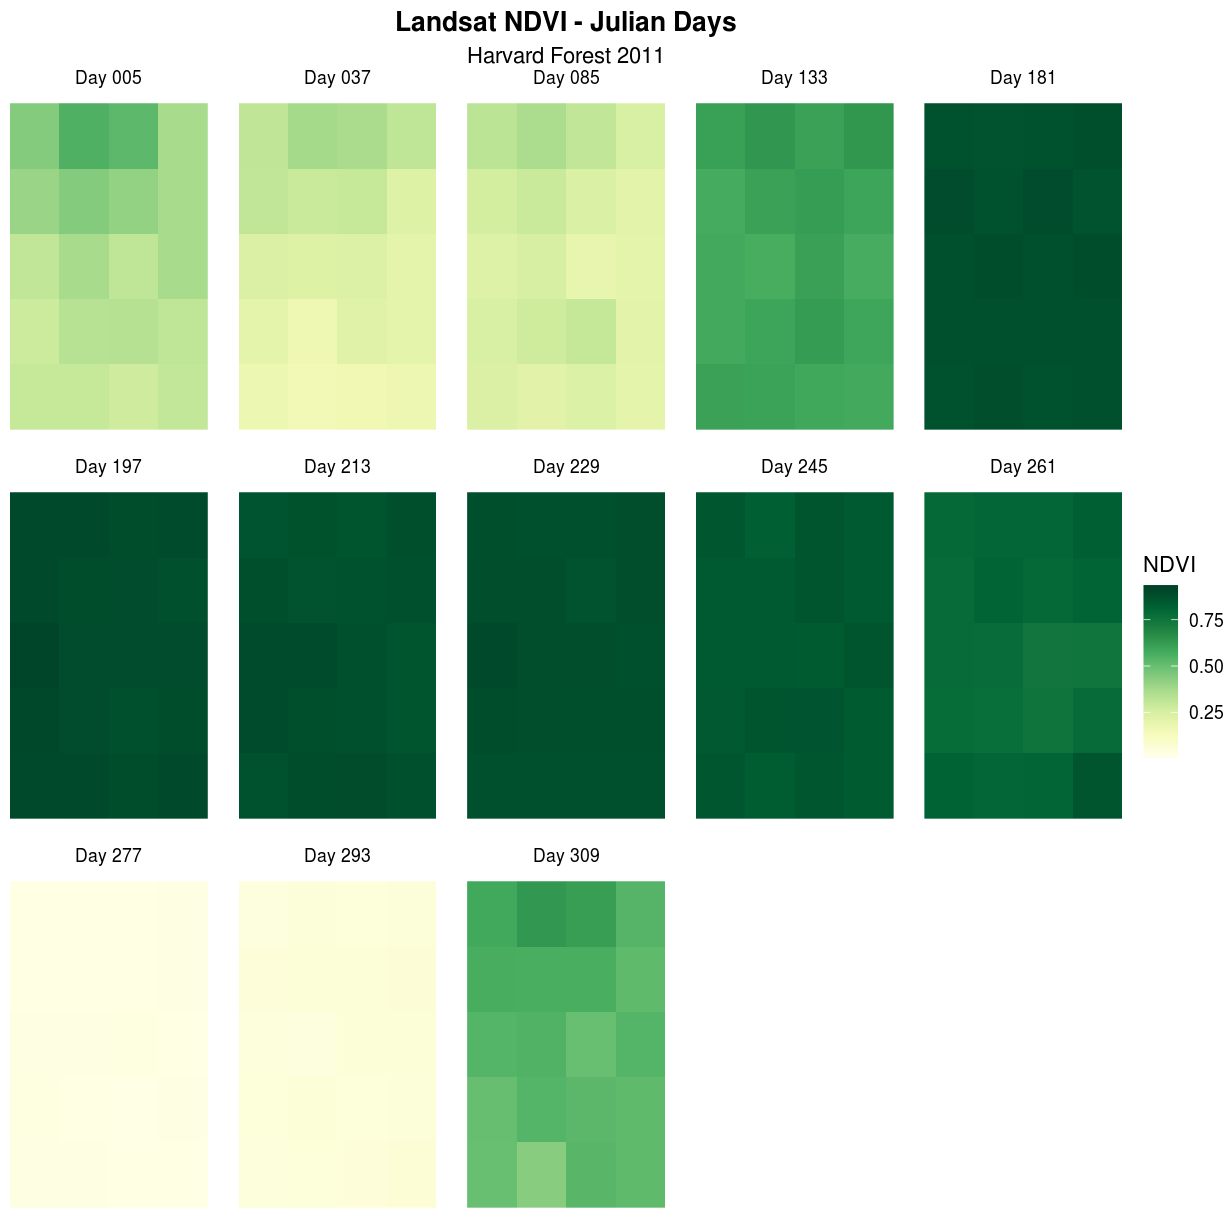 Landsat NDVI - Julian Days
Harvard Forest 2011
Day 005
Day 037
Day 085
Day 133
Day 181
Day 197
Day 213
Day 229
Day 245
Day 261
NDVI
0.75
0.50
0.25
Day 277
Day 293
Day 309